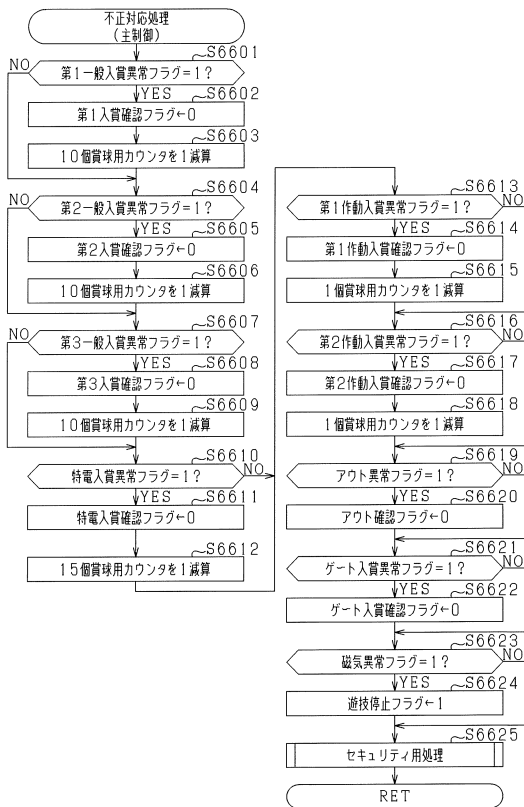 不正対応処理
(主制御)
S6601
第1一般入賞異常フラグ=1?
NO
YES
S6602
第1入賞確認フラグ←0
S6603
10個賞球用カウンタを1減算
S6604
第2一般入賞異常フラグ=1?
NO
YES
S6605
第2入賞確認フラグ←0
S6606
10個賞球用カウンタを1減算
S6607
第3一般入賞異常フラグ=1?
NO
YES
S6608
第3入賞確認フラグ←0
S6609
10個賞球用カウンタを1減算
S6610
特電入賞異常フラグ=1?
NO
YES
S6611
特電入賞確認フラグ←0
S6612
15個賞球用カウンタを1減算
S6613
第1作動入賞異常フラグ=1?
NO
YES
S6614
第1作動入賞確認フラグ←0
S6615
1個賞球用カウンタを1減算
S6616
第2作動入賞異常フラグ=1?
NO
YES
S6617
第2作動入賞確認フラグ←0
S6618
1個賞球用カウンタを1減算
S6619
アウト異常フラグ=1?
NO
YES
S6620
アウト確認フラグ←0
S6621
ゲート入賞異常フラグ=1?
NO
YES
S6622
ゲート入賞確認フラグ←0
S6623
磁気異常フラグ=1?
NO
YES
S6624
遊技停止フラグ←1
S6625
セキュリティ用処理
RET